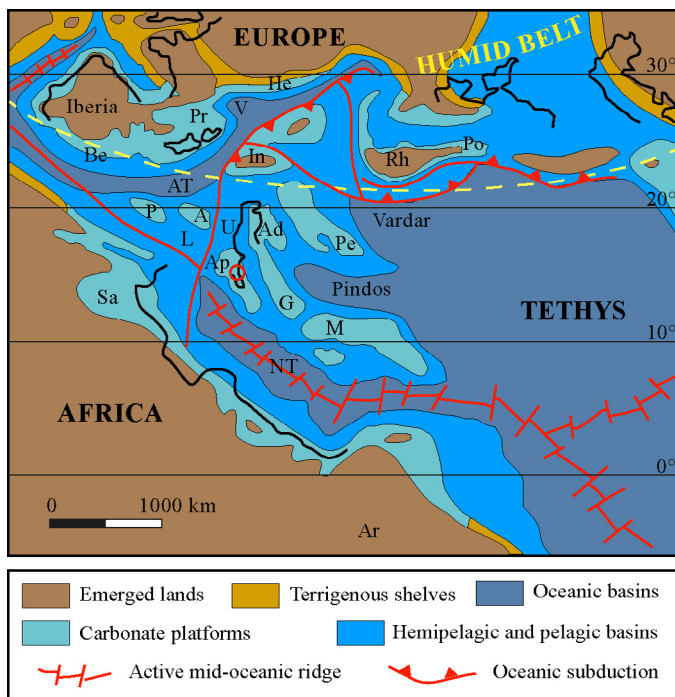 EUROPE
HUMID BELT
30°
He
Iberia
V
Pr
Be
In
Rh
Po
AT
20°
P
A
U
Ad
Vardar
L
Pe
Ap
Sa
G
Pindos
TETHYS
M
10°
NT
AFRICA
0°
0
1000 km
Ar
Emerged lands
Terrigenous shelves
Oceanic basins
Carbonate platforms
Hemipelagic and pelagic basins
Active mid-oceanic ridge
Oceanic subduction